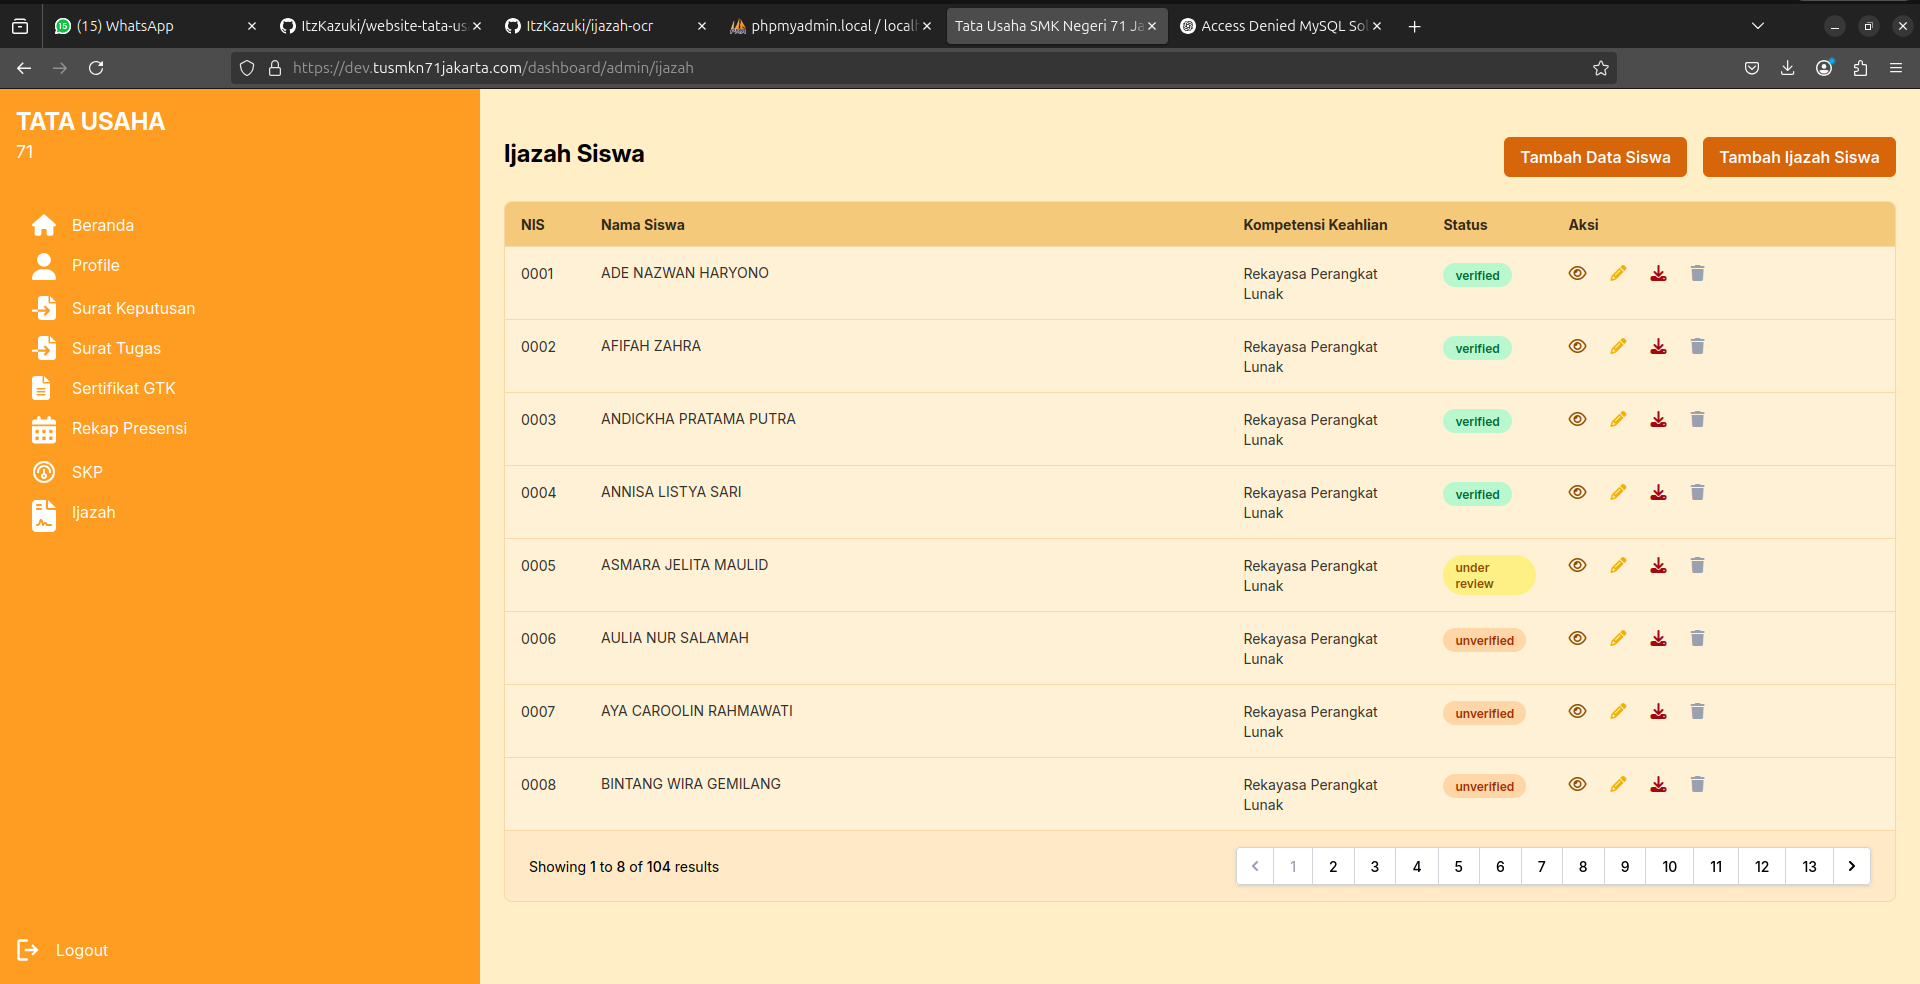 (15) WhatsApp
ItzKazuki/website-tata-us
ItzKazuki/ijazah-ocr
phpmyadmin.local / localh
Tata Usaha SMK Negeri 71 Ja
Access Denied MySQL Sol
https://dev.tusmkn71jakarta.com/dashboard/admin/ijazah
TATA USAHA
71
Beranda
Profile
Surat Keputusan
Surat Tugas
Sertifikat GTK
Rekap Presensi
SKP
Ijazah
Logout
Ijazah Siswa
Tambah Data Siswa
Tambah Ijazah Siswa
NIS Nama Siswa Kompetensi Keahlian Status Aksi
0001 ADE NAZWAN HARYONO Rekayasa Perangkat verified
Lunak
0002 AFIFAH ZAHRA Rekayasa Perangkat verified
Lunak
0003 ANDICKHA PRATAMA PUTRA Rekayasa Perangkat verified
Lunak
0004 ANNISA LISTYA SARI Rekayasa Perangkat verified
Lunak
0005 ASMARA JELITA MAULID Rekayasa Perangkat under
Lunak review
0006 AULIA NUR SALAMAH Rekayasa Perangkat unverified
Lunak
0007 AYA CAROOLIN RAHMAWATI Rekayasa Perangkat unverified
Lunak
0008 BINTANG WIRA GEMILANG Rekayasa Perangkat unverified
Lunak
Showing 1 to 8 of 104 results
1 2 3 4 5 6 7 8 9 10 11 12 13